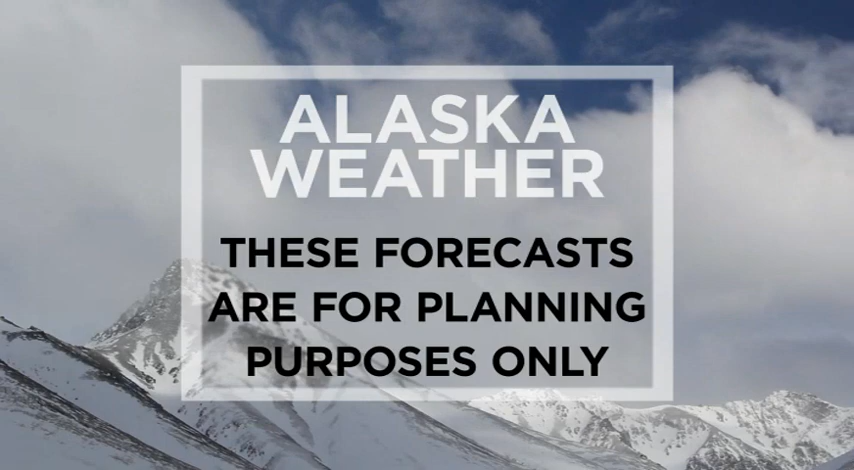 ALASKA
WEATHER
THESE FORECASTS
ARE FOR PLANNING
PURPOSES ONLY